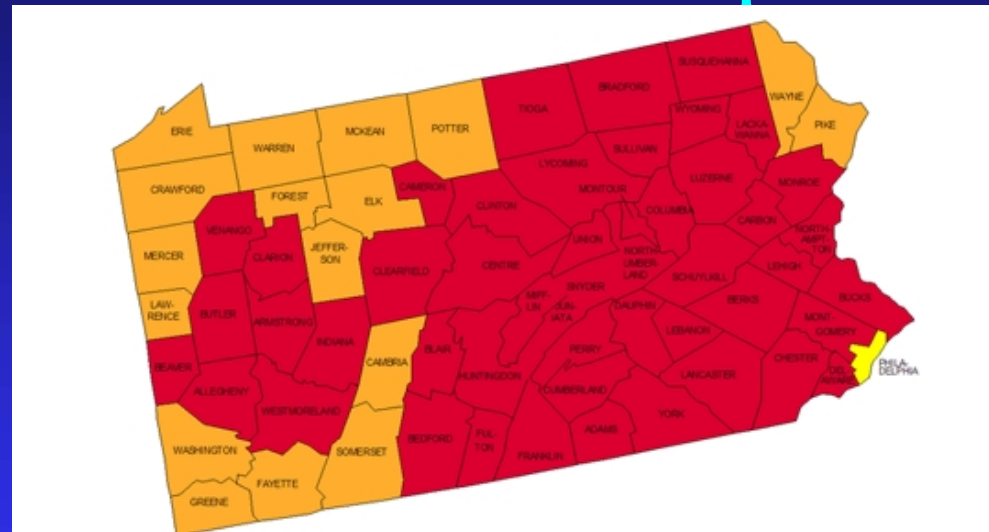 SUSQUEHANNA
BRADFORD
TIOGA
WAYNE
WYOMING
LACKA-
WANNA
PIKE
ERIE
WARREN
MCKEAN
POTTER
SULLIVAN
LYCOMING
CRAWFORD
FOREST
ELK
CAMERON
CLINTON
MONTOUR
COLUMBIA
LUZERNE
MONROE
VENANGO
CLARION
JEFFER-
SON
CLEARFIELD
CENTRE
UNION
NORTH-
UMBER-
LAND
CARBON
NORTH-
AMPT-
TON
MERCER
LAW-
RENCE
BUTLER
ARMSTRONG
INDIANA
SNYDER
MIFF-
LIN
JUN-
IATA
DAUPHIN
SCHUYLKILL
LEHIGH
BERKS
BUCKS
MONT-
GOMERY
LEBANON
BEAVER
ALLEGHENY
CAMBRIA
BLAIR
HUNTINGDON
PERRY
CUMBERLAND
LANCASTER
CHESTER
DEL-
AWARE
PHILA-
DELPHIA
WESTMORELAND
WASHINGTON
SOMERSET
BEDFORD
FUL-
TON
FRANKLIN
ADAMS
YORK
GREENE
FAYETTE